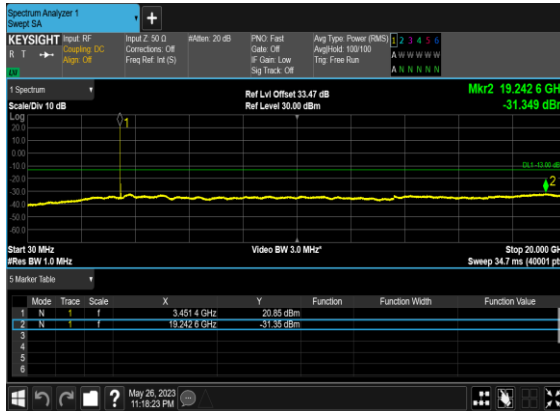 Spectrum Analyzer 1
Swept SA
+
KEYSIGHT Input: RF Input Z: 50 Ω #Atten: 20 dB PNO: Fast Avg Type: Power (RMS) 1 2 3 4 5 6
R T Coupling: DC Corrections: Off Gate: Off Avg|Hold: 100/100 A W W W W W
Align: Off Freq Ref: Int (S) IF Gain: Low Trig: Free Run
Sig Track: Off A N N N N N
1 Spectrum Ref Lvl Offset 33.47 dB Mkr2 19.242 6 GH
Scale/Div 10 dB Ref Level 30.00 dBm -31.349 dB
Log
20.0
10.0
0.00
-10.0
-20.0
-30.0
-40.0
-50.0
-60.0
1
DL1 -13.00 dB
2
Start 30 MHz Video BW 3.0 MHz* Stop 20.000 GH
#Res BW 1.0 MHz Sweep 34.7 ms (40001 pt
5 Marker Table
Mode Trace Scale X Y Function Function Width Function Value
1 N 1 f 3.451 4 GHz 20.85 dBm
2 N 1 f 19.242 6 GHz -31.35 dBm
3
4
5
6
? May 26, 2023
11:18:23 PM